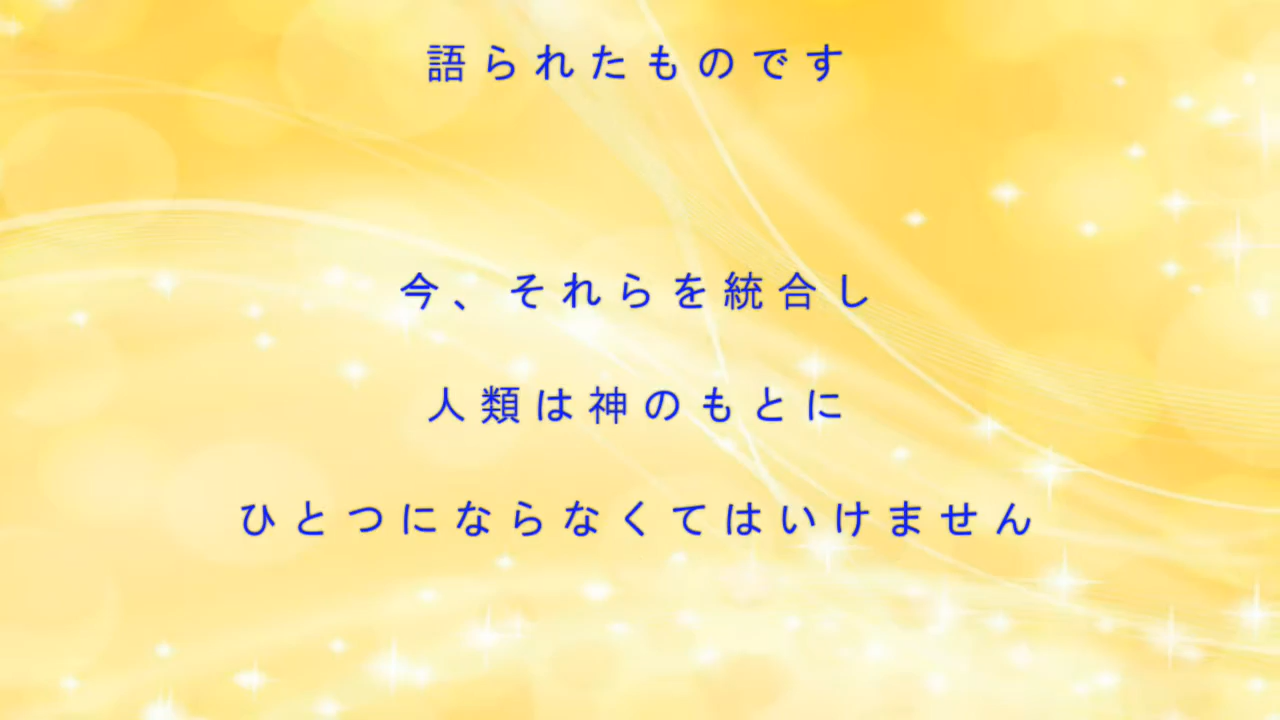 語られたものです
今、それらを統合し
人類は神のもとに
ひとつにならなくてはいけません